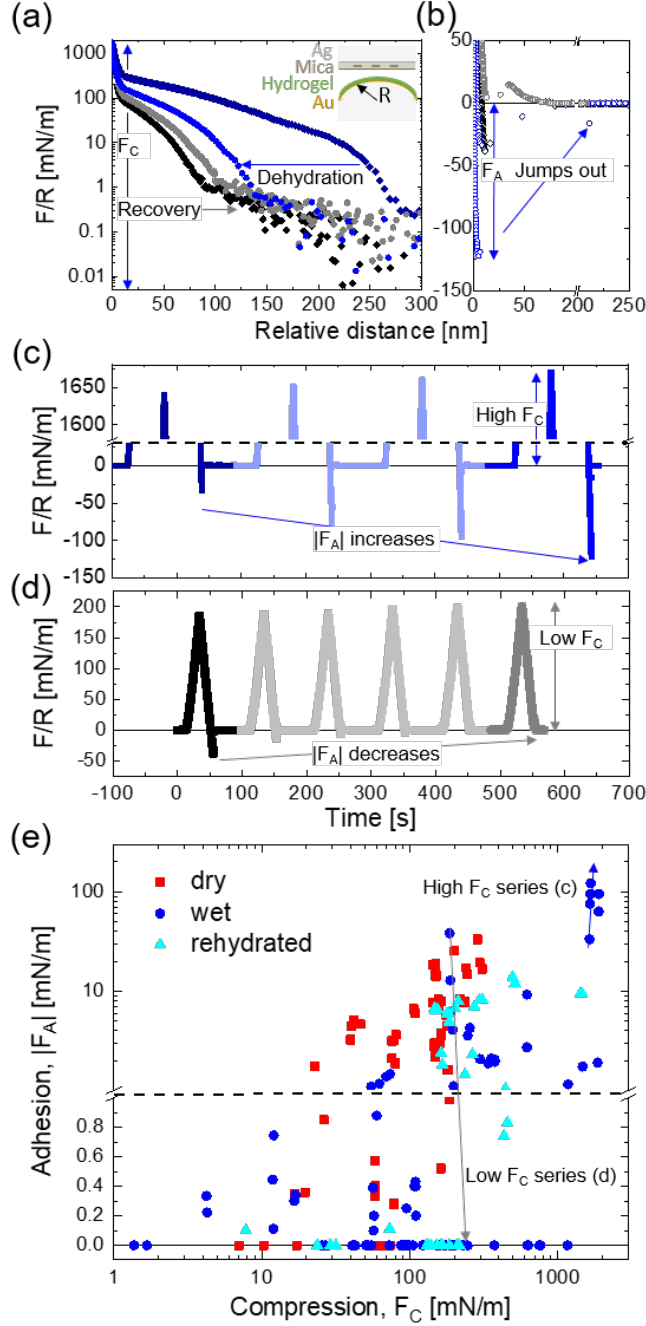 (a)
(b)
1000
100
10
1
0.1
0.01
F/R [mN/m]
F_C
Ag
Mica
Hydrogel
Au
R
Dehydration
Recovery
0 50 100 150 200 250 300
50
0
-50
-100
-150
F_A Jumps out
0 50 200 250
Relative distance [nm]
(c)
1650
1600
0
-50
-100
-150
F/R [mN/m]
High F_C
|F_A| increases
(d)
200
150
100
50
0
-50
F/R [mN/m]
Low F_C
|F_A| decreases
-100 0 100 200 300 400 500 600 700
Time [s]
(e)
100
10
0.8
0.6
0.4
0.2
0.0
Adhesion, |F_A| [mN/m]
dry
wet
rehydrated
High F_C series (c)
Low F_C series (d)
1 10 100 1000
Compression, F_C [mN/m]